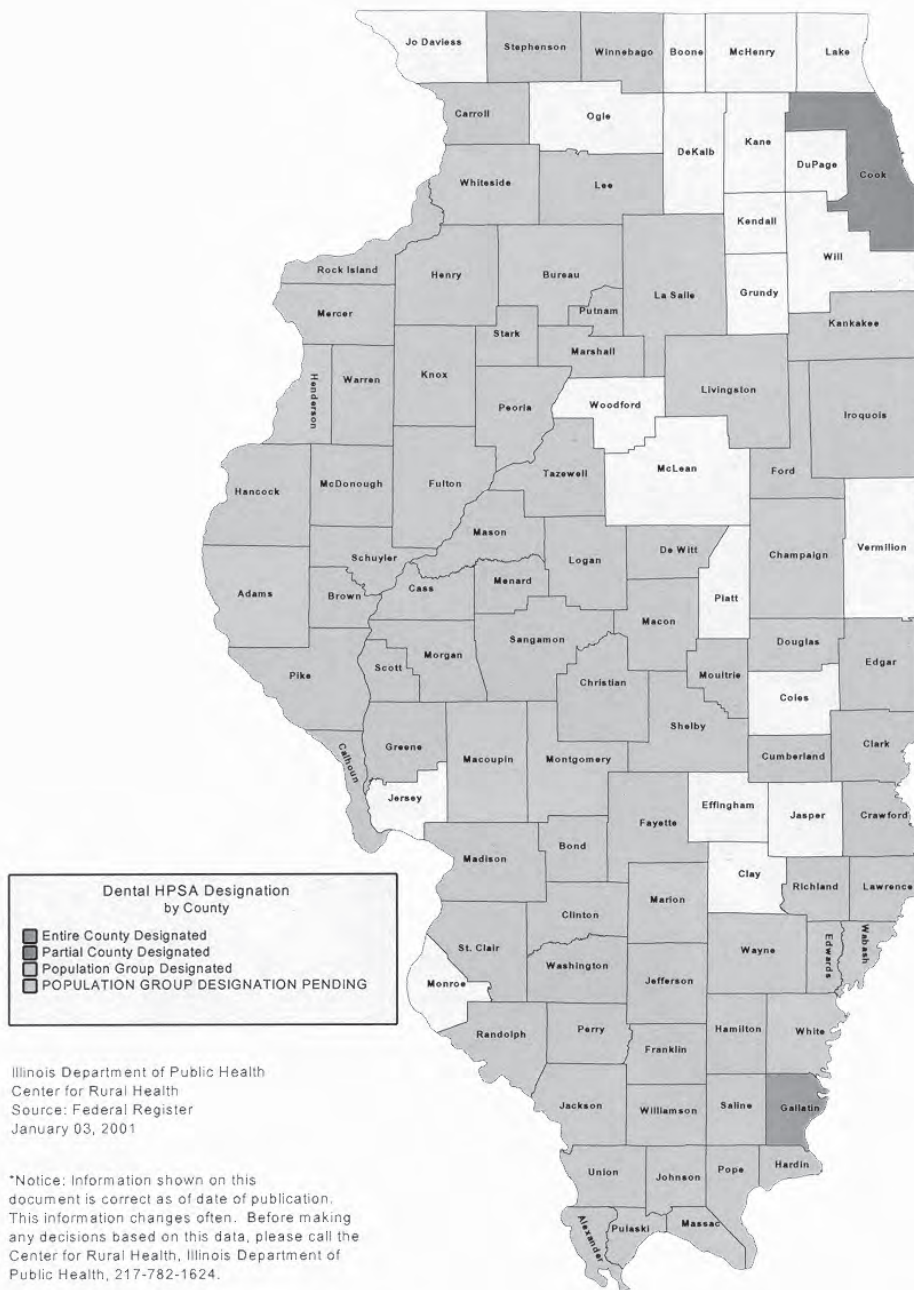 Jo Daviess
Stephenson
Winnebago
Boone
McHenry
Lake
Carroll
Ogle
DeKalb
Kane
DuPage
Cook
Whiteside
Lee
Kendall
Will
Rock Island
Henry
Bureau
La Salle
Grundy
Putnam
Kankakee
Mercer
Stark
Marshall
Henderson
Warren
Knox
Peoria
Woodford
Livingston
Iroquois
Hancock
McDonough
Fulton
Tazewell
McLean
Ford
Mason
Schuyler
Logan
De Witt
Champaign
Vermilion
Adams
Brown
Cass
Menard
Piatt
Macon
Sangamon
Douglas
Pike
Scott
Morgan
Christian
Moultrie
Edgar
Coles
Shelby
Calhoun
Greene
Macoupin
Montgomery
Cumberland
Clark
Jersey
Effingham
Jasper
Crawford
Fayette
Madison
Bond
Clay
Richland
Lawrence
Marion
Clinton
St. Clair
Wayne
Edwards
Wabash
Washington
Jefferson
Monroe
Randolph
Perry
Hamilton
White
Franklin
Jackson
Williamson
Saline
Gallatin
Union
Johnson
Pope
Hardin
Alexander
Pulaski
Massac
Dental HPSA Designation
by County
Entire County Designated
Partial County Designated
Population Group Designated
POPULATION GROUP DESIGNATION PENDING
Illinois Department of Public Health
Center for Rural Health
Source: Federal Register
January 03, 2001
*Notice: Information shown on this
document is correct as of date of publication.
This information changes often. Before making
any decisions based on this data, please call the
Center for Rural Health, Illinois Department of
Public Health, 217-782-1624.